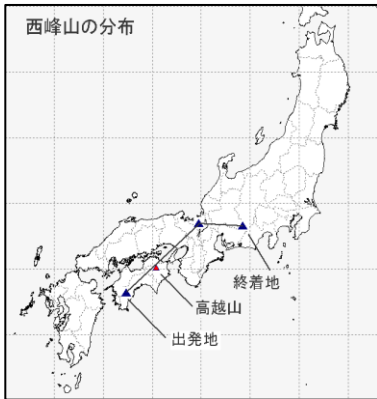 西峰山の分布
終着地
高越山
出発地